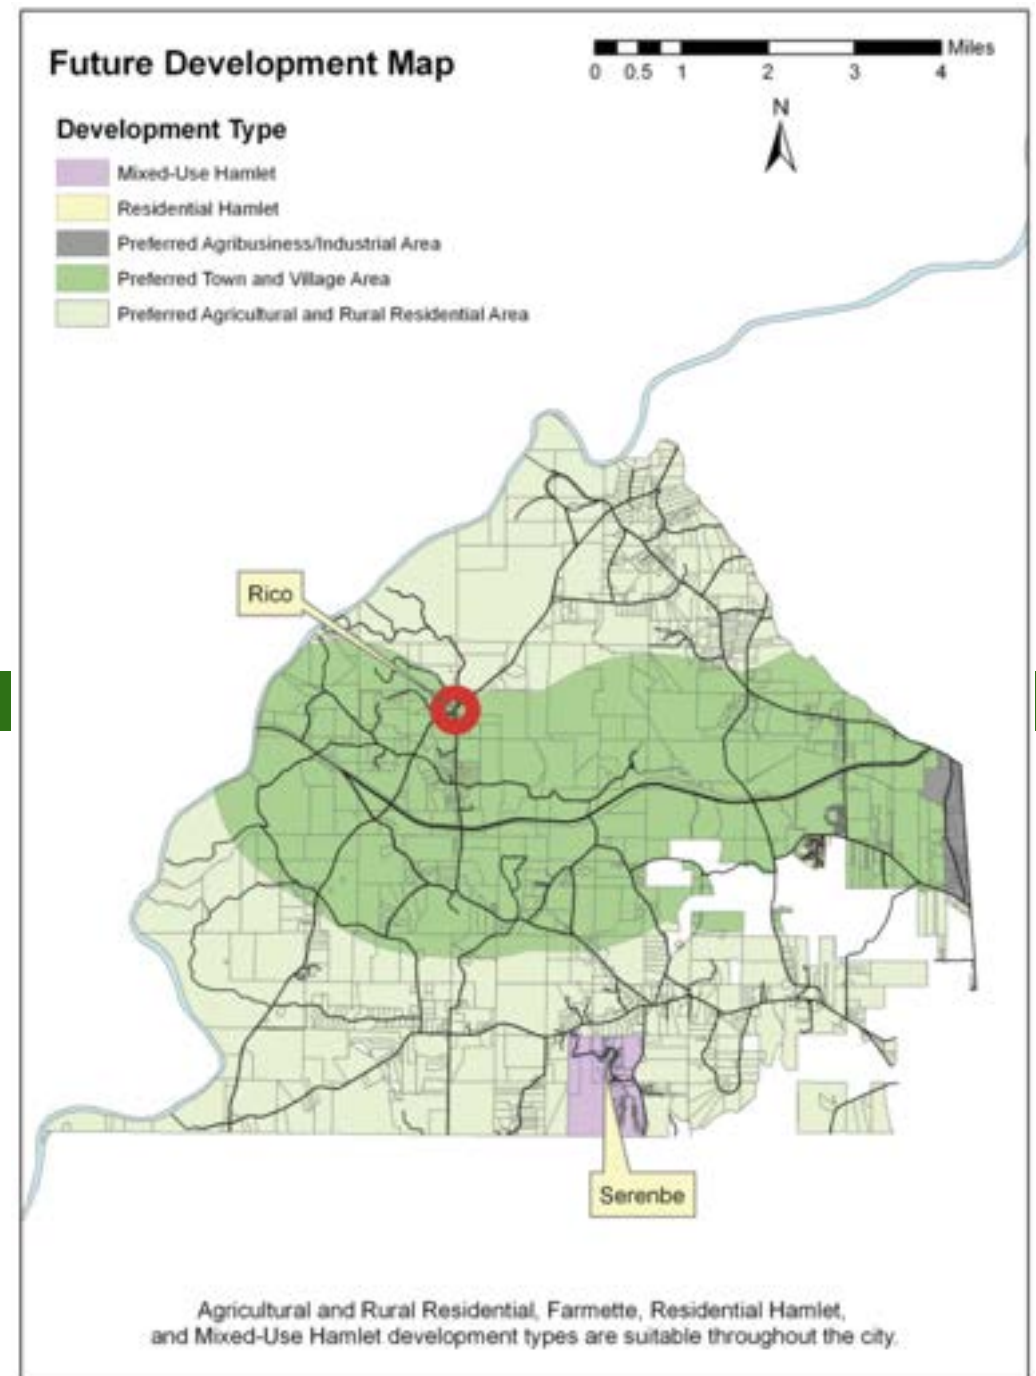 Future Development Map
Miles
0 0.5 1 2 3 4
N
Development Type
Mixed-Use Hamlet
Residential Hamlet
Preferred Agribusiness/Industrial Area
Preferred Town and Village Area
Preferred Agricultural and Rural Residential Area
Rico
Serenbe
Agricultural and Rural Residential, Farmette, Residential Hamlet,
and Mixed-Use Hamlet development types are suitable throughout the city.